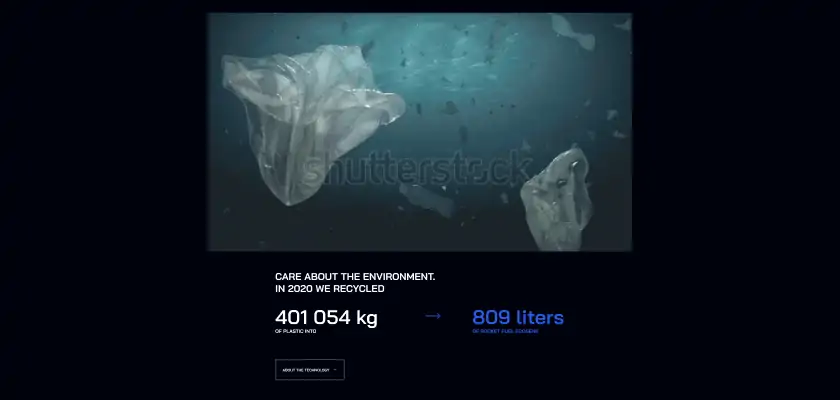 shutterstock
CARE ABOUT THE ENVIRONMENT.
IN 2020 WE RECYCLED
401 054 kg → 809 liters
OF PLASTIC INTO OF ROCKET FUEL ECOSENE
ABOUT THE TECHNOLOGY →